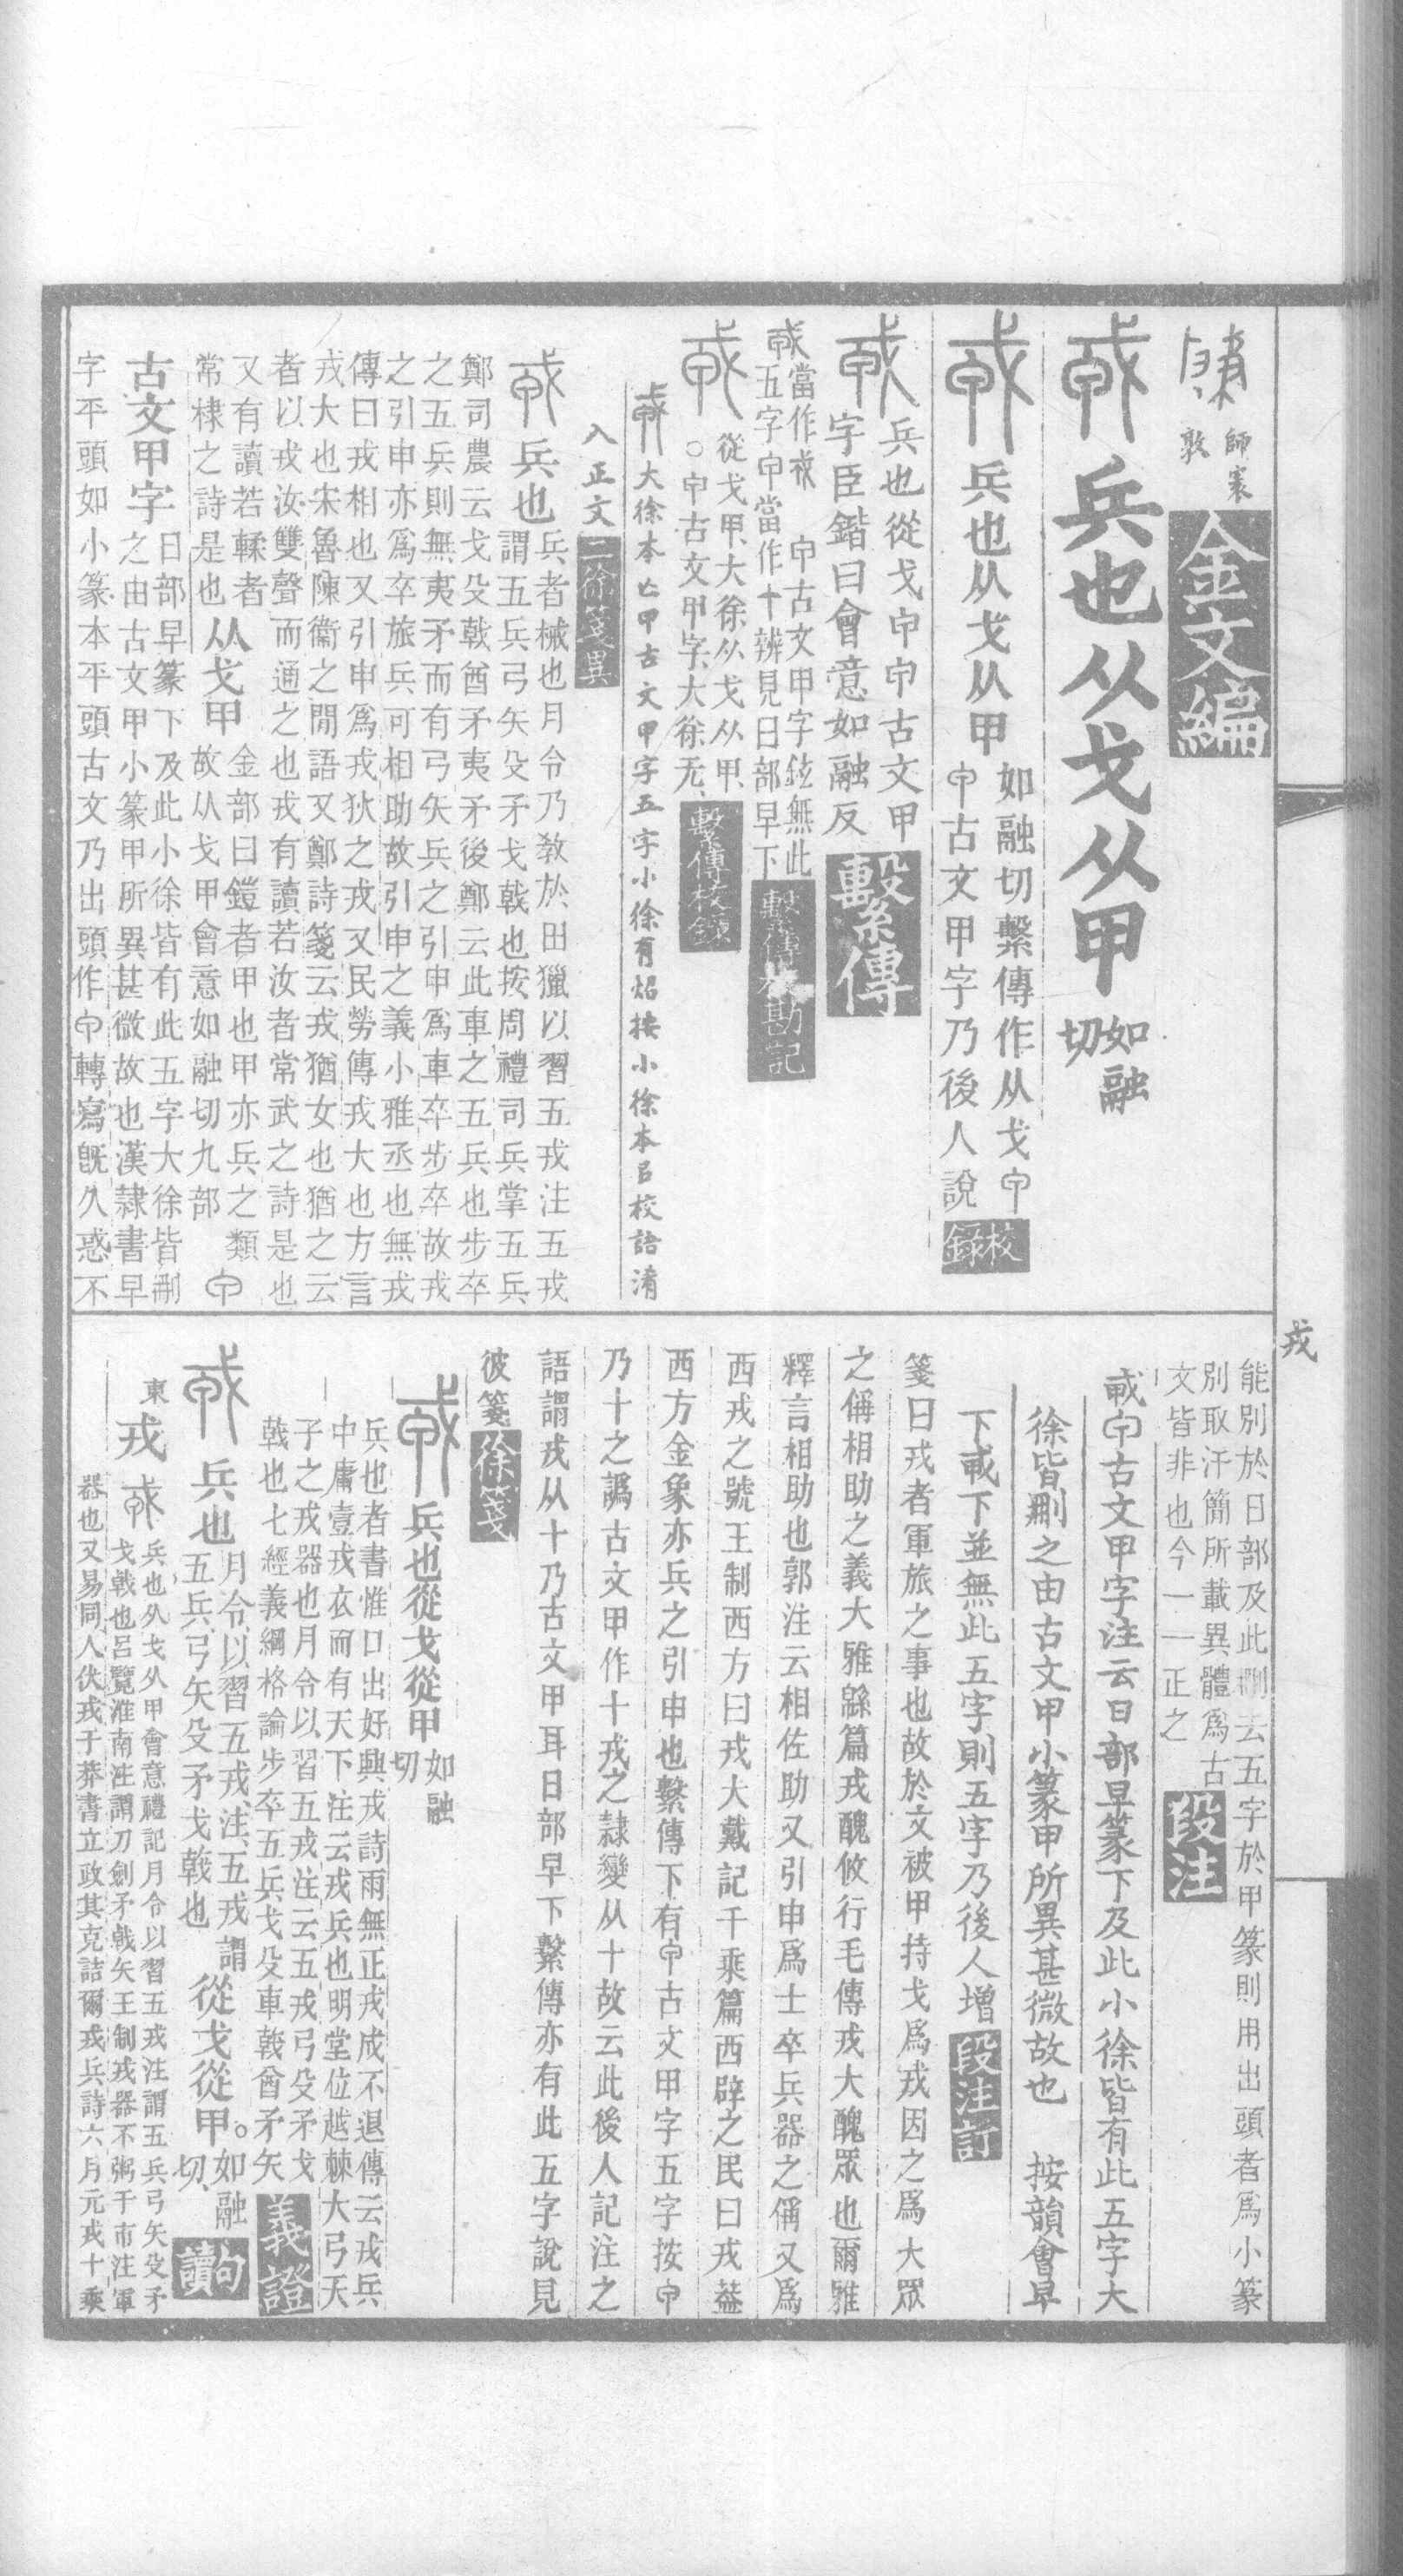 師㝨敦
金文編
兵也从戈从甲
如融切
兵也从戈从甲
如融切繫傳作从戈
古文甲字乃後人說
校錄
兵也從戈 古文甲
字臣鍇曰會意如融反
繫傳
當作戎 古文甲字鉉無此
五字 當作十辨見日部早下
繫傳校勘記
從戈甲、大徐从戈从甲、
○ 古文甲字、大徐无、
繫傳校錄
大徐本亾甲古文甲字五字小徐有炤按小徐本㠯校語淆
入正文
二徐箋異
兵也
兵者械也月令乃敎於田獵以習五戎注五戎
謂五兵弓矢殳矛戈戟也按周禮司兵掌五兵
鄭司農云戈殳戟酋矛夷矛後鄭云此車之五兵也步卒
之五兵則無夷矛而有弓矢兵之引申爲車卒步卒故戎
之引申亦爲卒旅兵可相助故引申之義小雅丞也無戎
傳曰戎相也又引申爲戎狄之戎又民勞傳戎大也方言
戎大也宋魯陳衞之閒語又鄭詩箋云戎猶女也猶之云
者以戎汝雙聲而通之也戎有讀若汝者常武之詩是也
又有讀若輮者
常棣之詩是也
从戈甲
金部曰鎧者甲也甲亦兵之類
故从戈甲會意如融切九部
古文甲字
日部早篆下及此小徐皆有此五字大徐皆刪
之由古文甲小篆甲所異甚微故也漢隷書早
字平頭如小篆本平頭古文乃出頭作 轉寫旣久惑不
戎
能別於日部及此刪去五字於甲篆則用出頭者爲小篆
別取汗簡所載異體爲古
文皆非也今一一正之
段注
古文甲字注云日部早篆下及此小徐皆有此五字大
徐皆刪之由古文甲小篆甲所異甚微故也 按韻會早
下 下並無此五字則五字乃後人增
段注訂
箋曰戎者軍旅之事也故於文被甲持戈爲戎因之爲大眾
之偁相助之義大雅緜篇戎醜攸行毛傳戎大醜眾也爾雅
釋言相助也郭注云相佐助又引申爲士卒兵器之偁又爲
西戎之號王制西方曰戎大戴記千乘篇西辟之民曰戎葢
西方金象亦兵之引申也繫傳下有 古文甲字五字按
乃十之譌古文甲作十戎之隷變从十故云此後人記注之
語謂戎从十乃古文甲耳日部早下繫傳亦有此五字說見
彼箋
徐箋
兵也從戈從甲
如融切
兵也者書惟口出好興戎詩雨無正戎成不退傳云戎兵
中庸壹戎衣而有天下注云戎兵也明堂位越棘大弓天
子之戎器也月令以習五戎注云五戎弓殳矛戈
戟也七經義綱格論步卒五兵戈殳車戟酋矛矢
義證
兵也
月令、以習五戎、注、五戎謂
五兵、弓矢殳矛戈戟也
從戈從甲
○如融
切、
句讀
東
戎
兵也从戈从甲會意禮記月令以習五戎注謂五兵弓矢殳矛
戈戟也呂覽淮南注謂刀劍矛戟矢王制戎器不粥于市注軍
器也又易同人伏戎于莽書立政其克詰爾戎兵詩六月元戎十乘